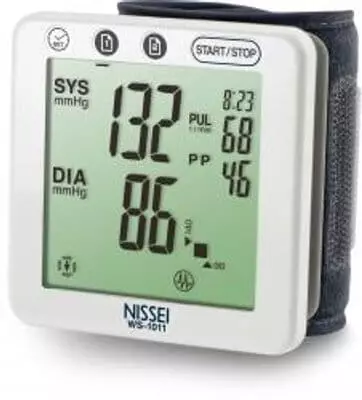 SET
START/STOP
SYS
mmHg
132
8:23
PUL
68
PP
46
DIA
mmHg
86
NISSEI
WS-1011